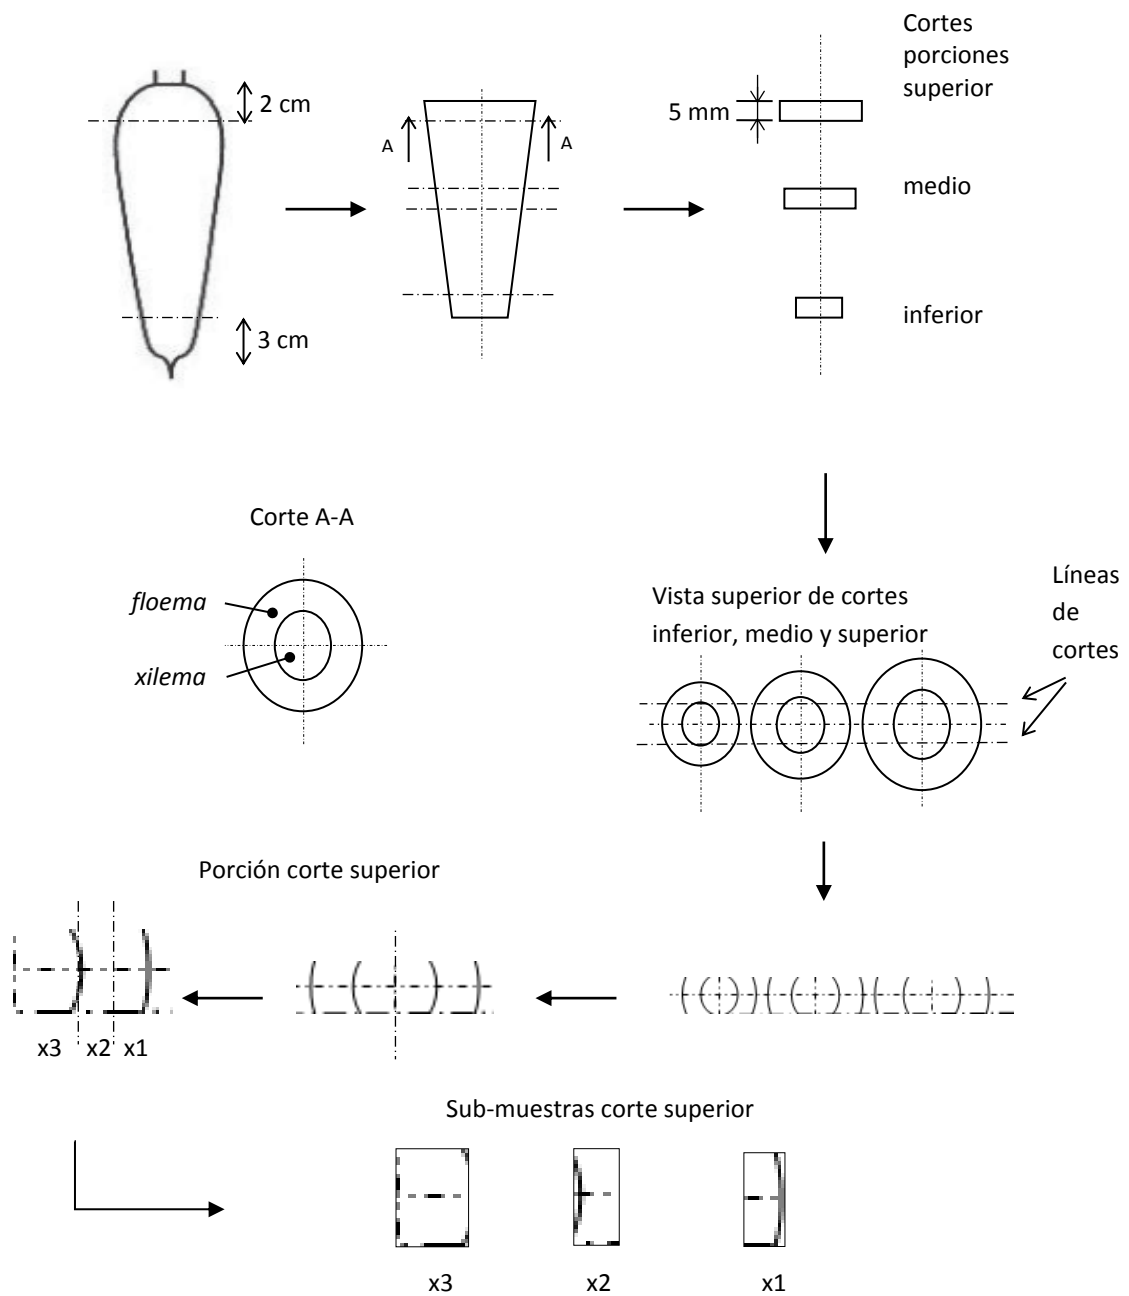 Cortes
porciones
superior
2 cm
5 mm
A
A
medio
3 cm
inferior
Corte A-A
floema
xilema
Vista superior de cortes
inferior, medio y superior
Líneas
de
cortes
Porción corte superior
x3 x2 x1
Sub-muestras corte superior
x3 x2 x1